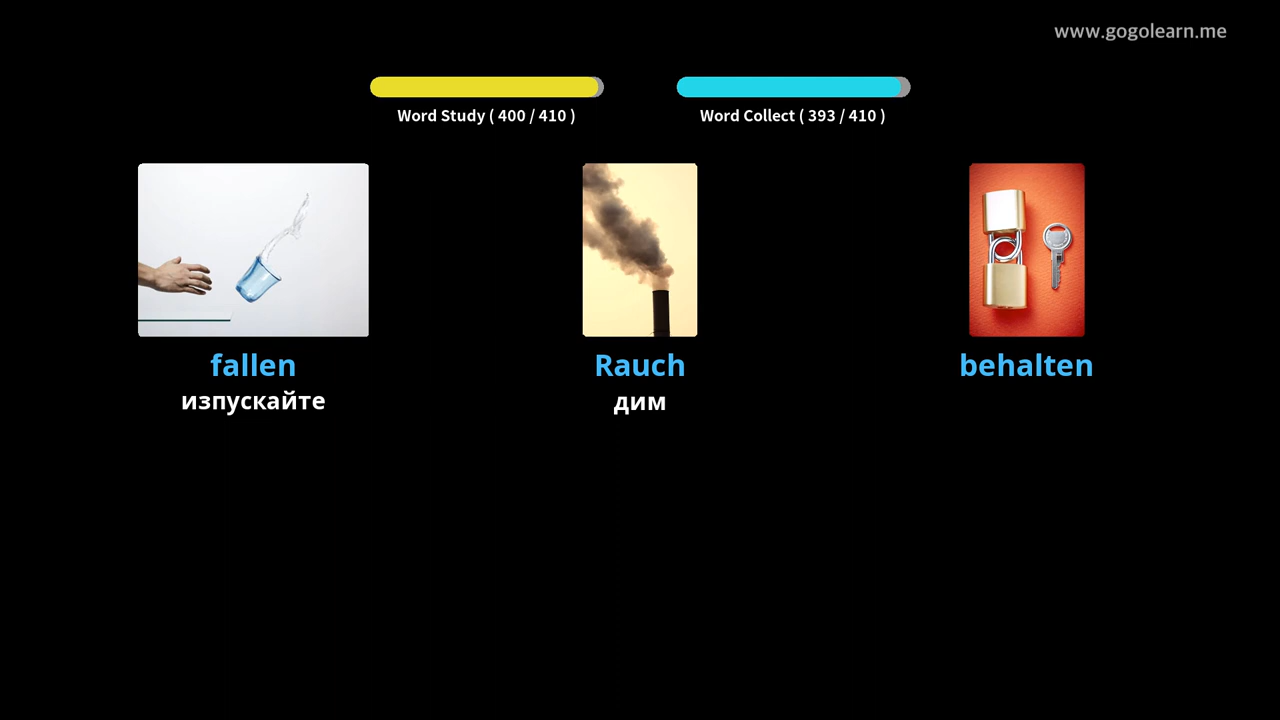 www.gogolearn.me
Word Study ( 400 / 410 )
Word Collect ( 393 / 410 )
fallen
Rauch
behalten
изпускайте
дим